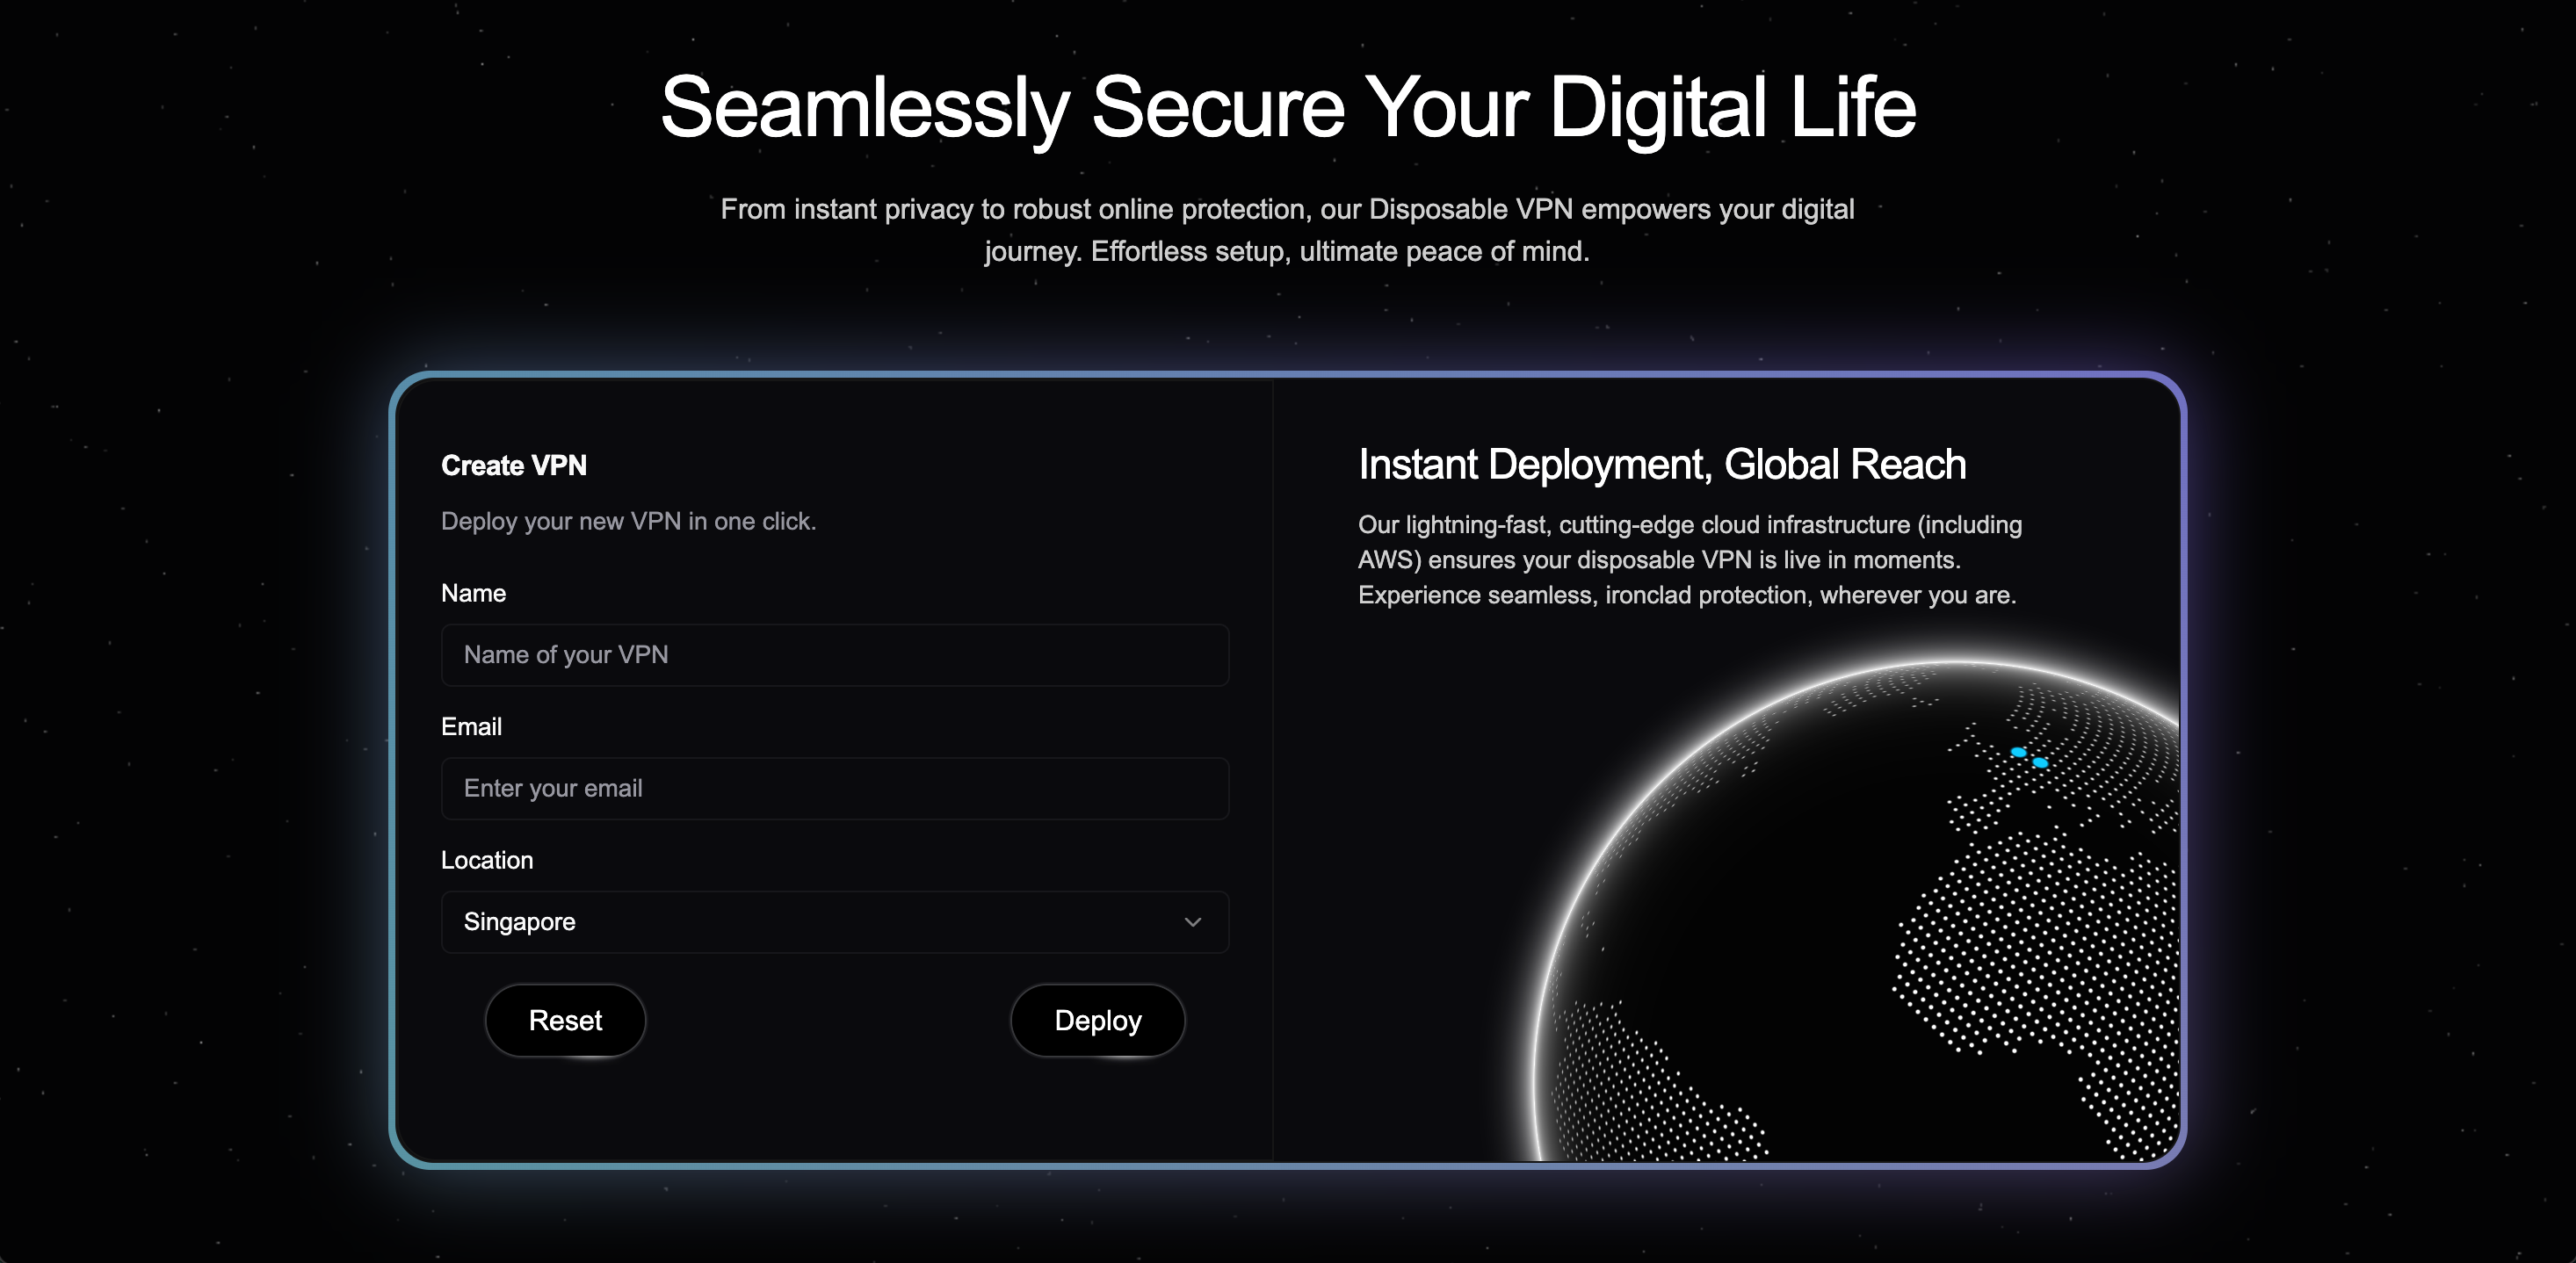 Seamlessly Secure Your Digital Life
From instant privacy to robust online protection, our Disposable VPN empowers your digital
journey. Effortless setup, ultimate peace of mind.
Create VPN
Deploy your new VPN in one click.
Name
Name of your VPN
Email
Enter your email
Location
Singapore
Reset
Deploy
Instant Deployment, Global Reach
Our lightning-fast, cutting-edge cloud infrastructure (including
AWS) ensures your disposable VPN is live in moments.
Experience seamless, ironclad protection, wherever you are.